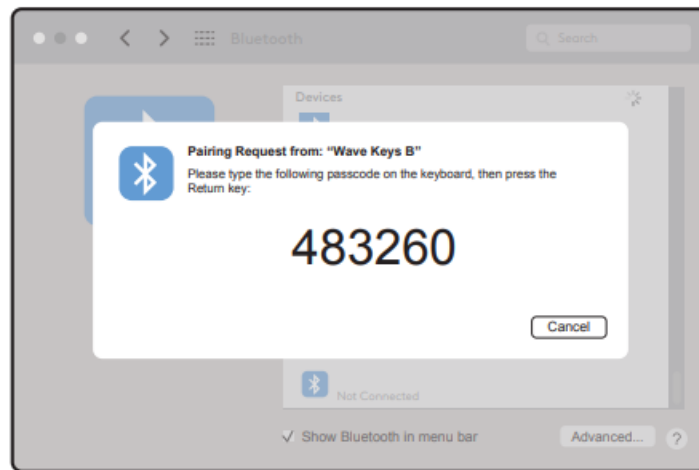 Bluetooth
Search
Devices
Pairing Request from: “Wave Keys B”
Please type the following passcode on the keyboard, then press the
Return key:
483260
Cancel
Not Connected
Show Bluetooth in menu bar
Advanced...
?